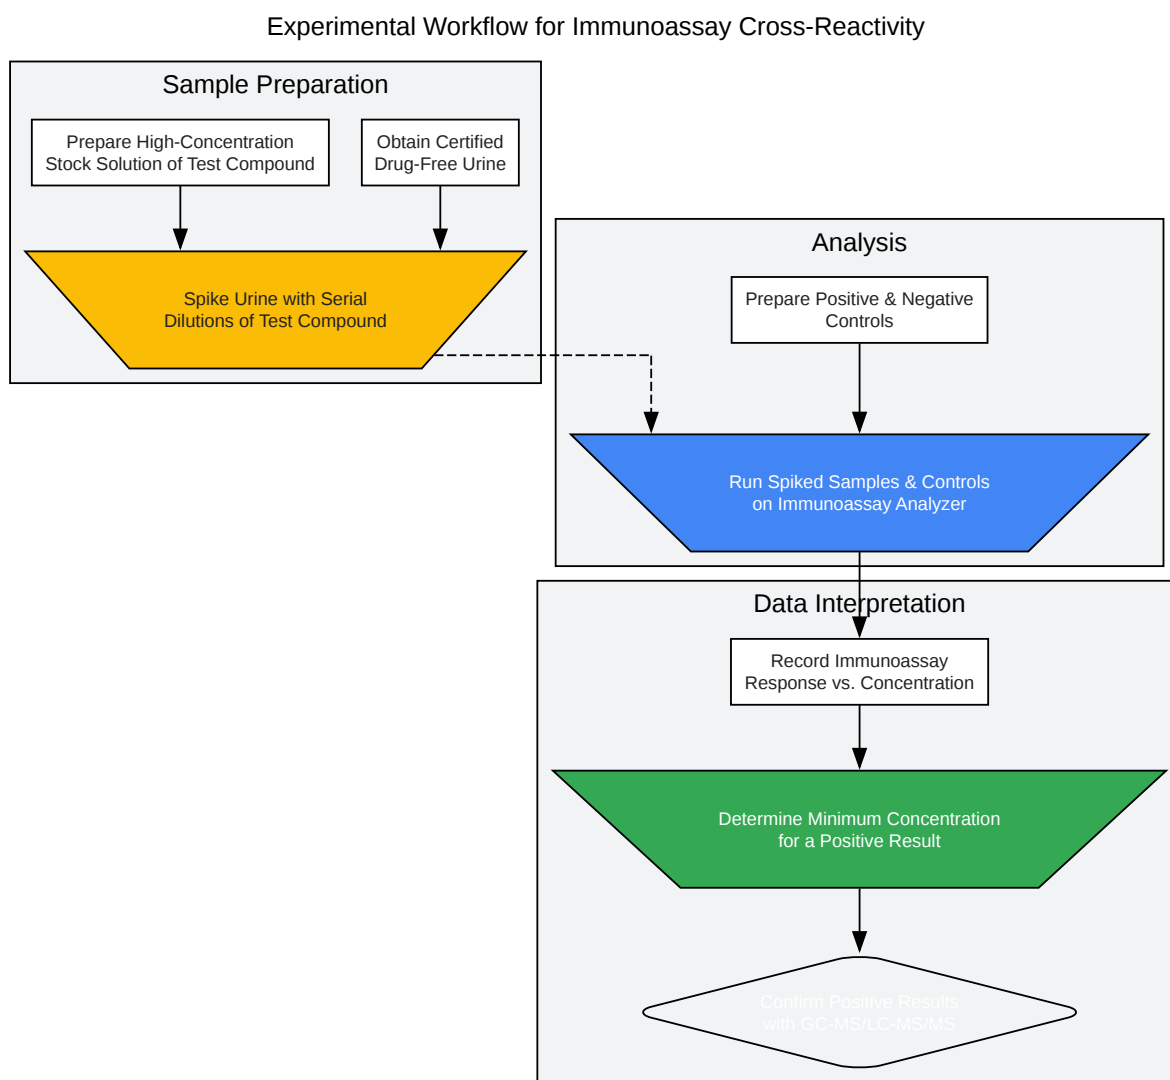 Experimental Workflow for Immunoassay Cross-Reactivity
Sample Preparation
Prepare High-Concentration
Stock Solution of Test Compound
Obtain Certified
Drug-Free Urine
Spike Urine with Serial
Dilutions of Test Compound
Analysis
Prepare Positive & Negative
Controls
Run Spiked Samples & Controls
on Immunoassay Analyzer
Data Interpretation
Record Immunoassay
Response vs. Concentration
Determine Minimum Concentration
for a Positive Result
Confirm Positive Results
with GC-MS/LC-MS/MS